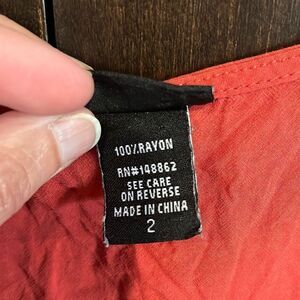 100%RAYON
RN#148862
SEE CARE
ON REVERSE
MADE IN CHINA
2